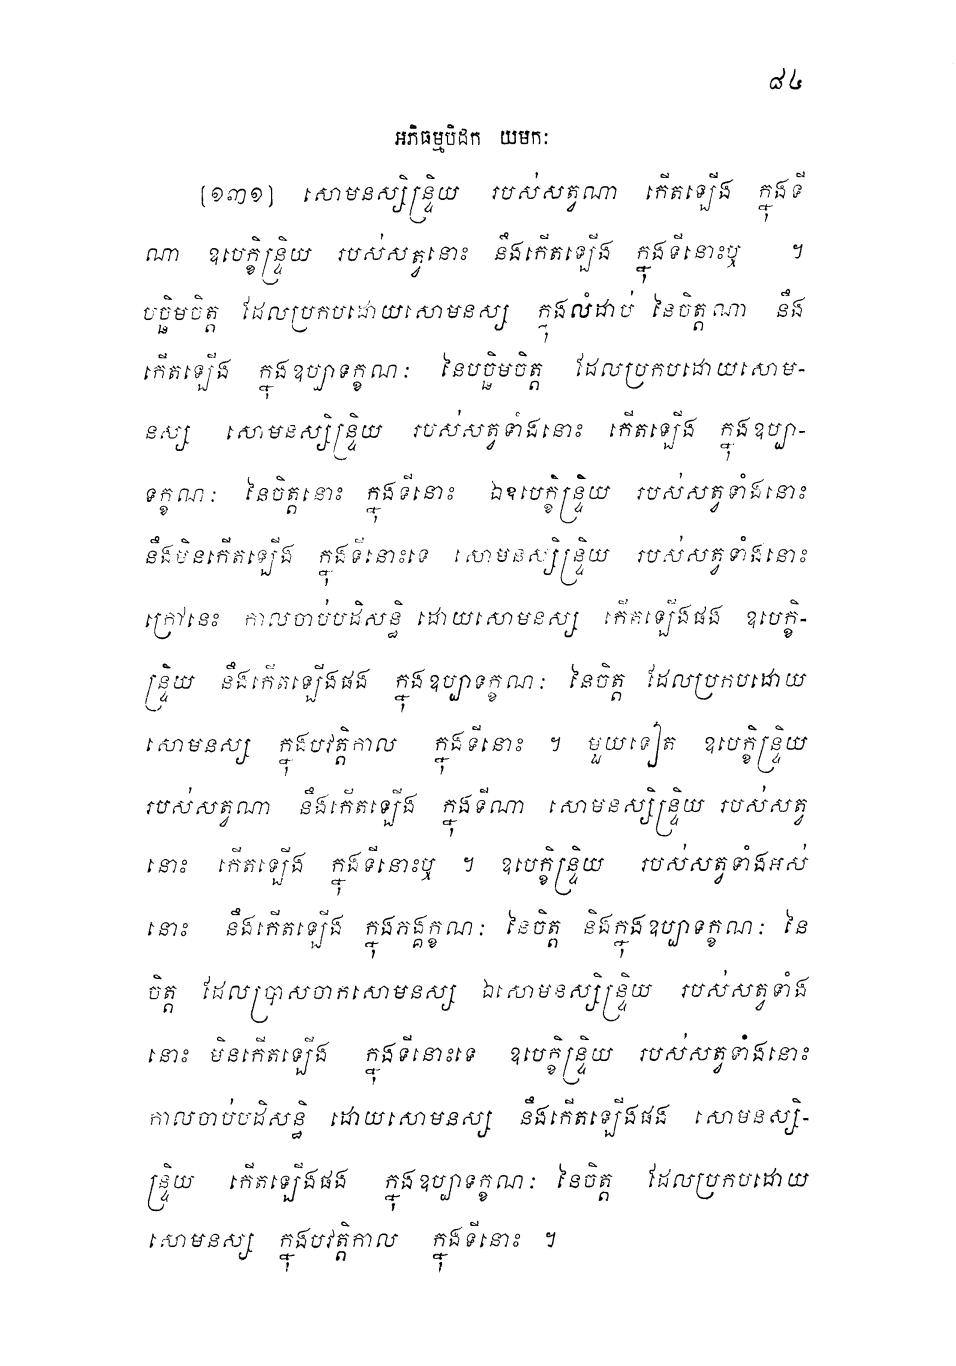 ៨៤
អភិធម្មបិដក យមកៈ
[១៣១] សោមនស្សិន្ទ្រិយ របស់សត្វណា កើតឡើង ក្នុងទី
ណា ឧបេក្ខិន្ទ្រិយ របស់សត្វនោះ នឹងកើតឡើង ក្នុងទីនោះឬ ។
បច្ឆិមចិត្ត ដែលប្រកបដោយសោមនស្ស ក្នុងលំដាប់ នៃចិត្តណា នឹង
កើតឡើង ក្នុងឧប្បាទក្ខណៈ នៃបច្ឆិមចិត្ត ដែលប្រកបដោយសោម-
នស្ស សោមនស្សិន្ទ្រិយ របស់សត្វទាំងនោះ កើតឡើង ក្នុងឧប្បា-
ទក្ខណៈ នៃចិត្តនោះ ក្នុងទីនោះ ឯឧបេក្ខិន្ទ្រិយ របស់សត្វទាំងនោះ
នឹងមិនកើតឡើង ក្នុងទីនោះទេ សោមនស្សិន្ទ្រិយ របស់សត្វទាំងនោះ
ក្រៅនេះ កាលចាប់បដិសន្ធិ ដោយសោមនស្ស កើតឡើងផង ឧបេក្ខិ-
ន្ទ្រិយ នឹងកើតឡើងផង ក្នុងឧប្បាទក្ខណៈ នៃចិត្ត ដែលប្រកបដោយ
សោមនស្ស ក្នុងបវត្តិកាល ក្នុងទីនោះ ។ មួយទៀត ឧបេក្ខិន្ទ្រិយ
របស់សត្វណា នឹងកើតឡើង ក្នុងទីណា សោមនស្សិន្ទ្រិយ របស់សត្វ
នោះ កើតឡើង ក្នុងទីនោះឬ ។ ឧបេក្ខិន្ទ្រិយ របស់សត្វទាំងអស់
នោះ នឹងកើតឡើង ក្នុងភង្គក្ខណៈ នៃចិត្ត និងក្នុងឧប្បាទក្ខណៈ នៃ
ចិត្ត ដែលប្រាសចាកសោមនស្ស ឯសោមនស្សិន្ទ្រិយ របស់សត្វទាំង
នោះ មិនកើតឡើង ក្នុងទីនោះទេ ឧបេក្ខិន្ទ្រិយ របស់សត្វទាំងនោះ
កាលចាប់បដិសន្ធិ ដោយសោមនស្ស នឹងកើតឡើងផង សោមនស្សិ-
ន្ទ្រិយ កើតឡើងផង ក្នុងឧប្បាទក្ខណៈ នៃចិត្ត ដែលប្រកបដោយ
សោមនស្ស ក្នុងបវត្តិកាល ក្នុងទីនោះ ។